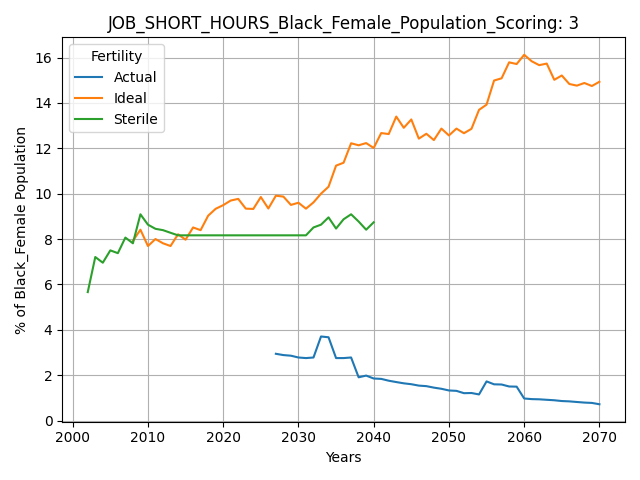 JOB_SHORT_HOURS_Black_Female_Population_Scoring: 3
Fertility
Actual
Ideal
Sterile
% of Black_Female Population
16
14
12
10
8
6
4
2
0
2000 2010 2020 2030 2040 2050 2060 2070
Years